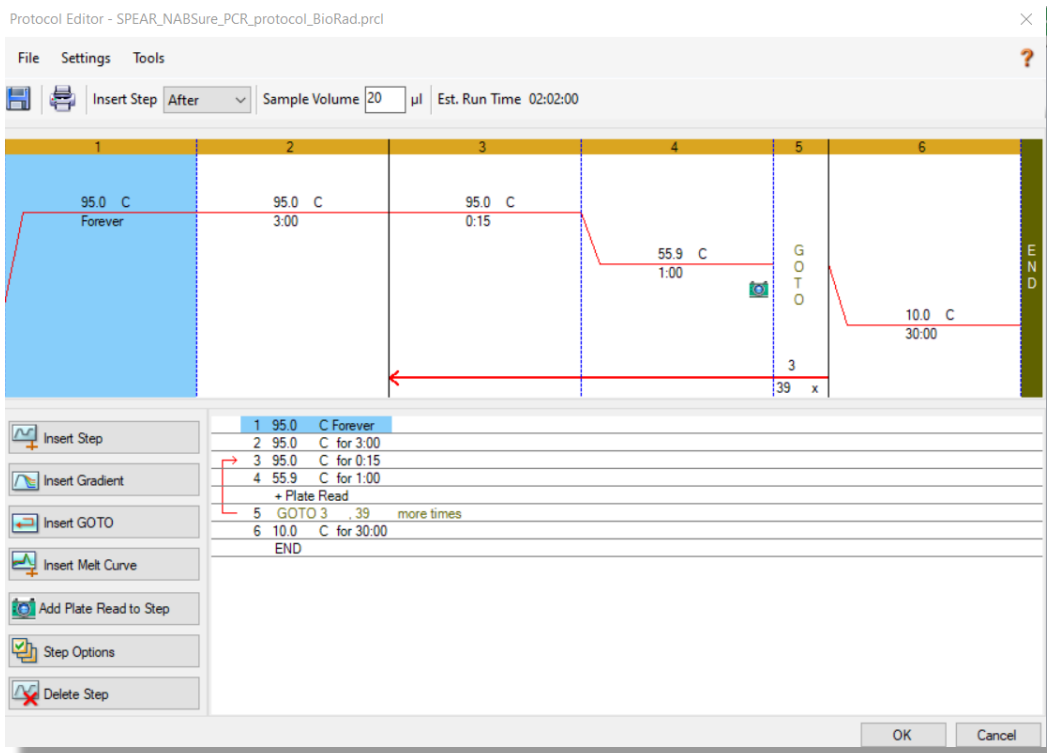 Protocol Editor - SPEAR_NABSure_PCR_protocol_BioRad.prcl
File Settings Tools ?
Insert Step After Sample Volume 20 µl Est. Run Time 02:02:00
1 2 3 4 5 6
95.0 C 95.0 C 95.0 C
Forever 3:00 0:15
55.9 C
1:00
GOTO
END
10.0 C
30:00
3
39 x
Insert Step
Insert Gradient
Insert GOTO
Insert Melt Curve
Add Plate Read to Step
Step Options
Delete Step
1 95.0 C Forever
2 95.0 C for 3:00
3 95.0 C for 0:15
4 55.9 C for 1:00
+ Plate Read
5 GOTO 3 , 39 more times
6 10.0 C for 30:00
END
OK Cancel